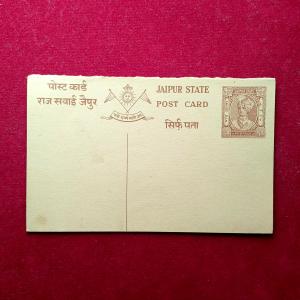 पोस्ट कार्ड
राज सवाई जैपुर
JAIPUR STATE
POST CARD
सिर्फ़ पता